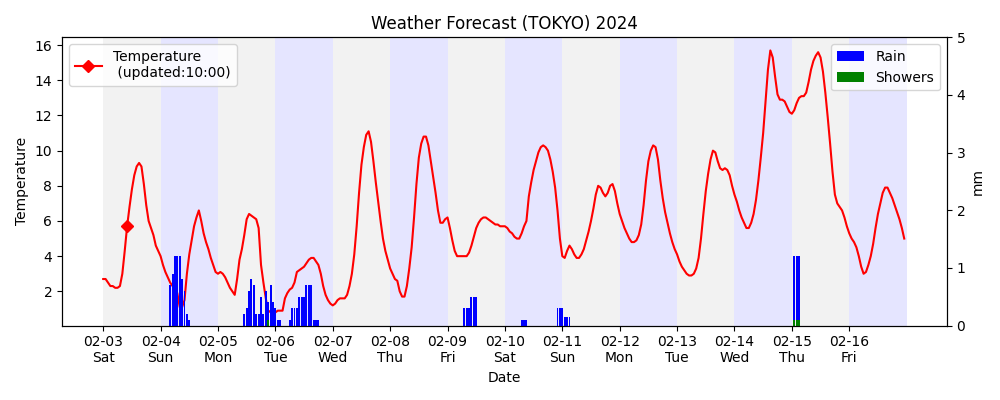 Weather Forecast (TOKYO) 2024
Temperature
(updated:10:00)
Rain
Showers
Temperature
16
14
12
10
8
6
4
2
5
4
3
2
1
0
mm
02-03 02-04 02-05 02-06 02-07 02-08 02-09 02-10 02-11 02-12 02-13 02-14 02-15 02-16
Sat Sun Mon Tue Wed Thu Fri Sat Sun Mon Tue Wed Thu Fri
Date